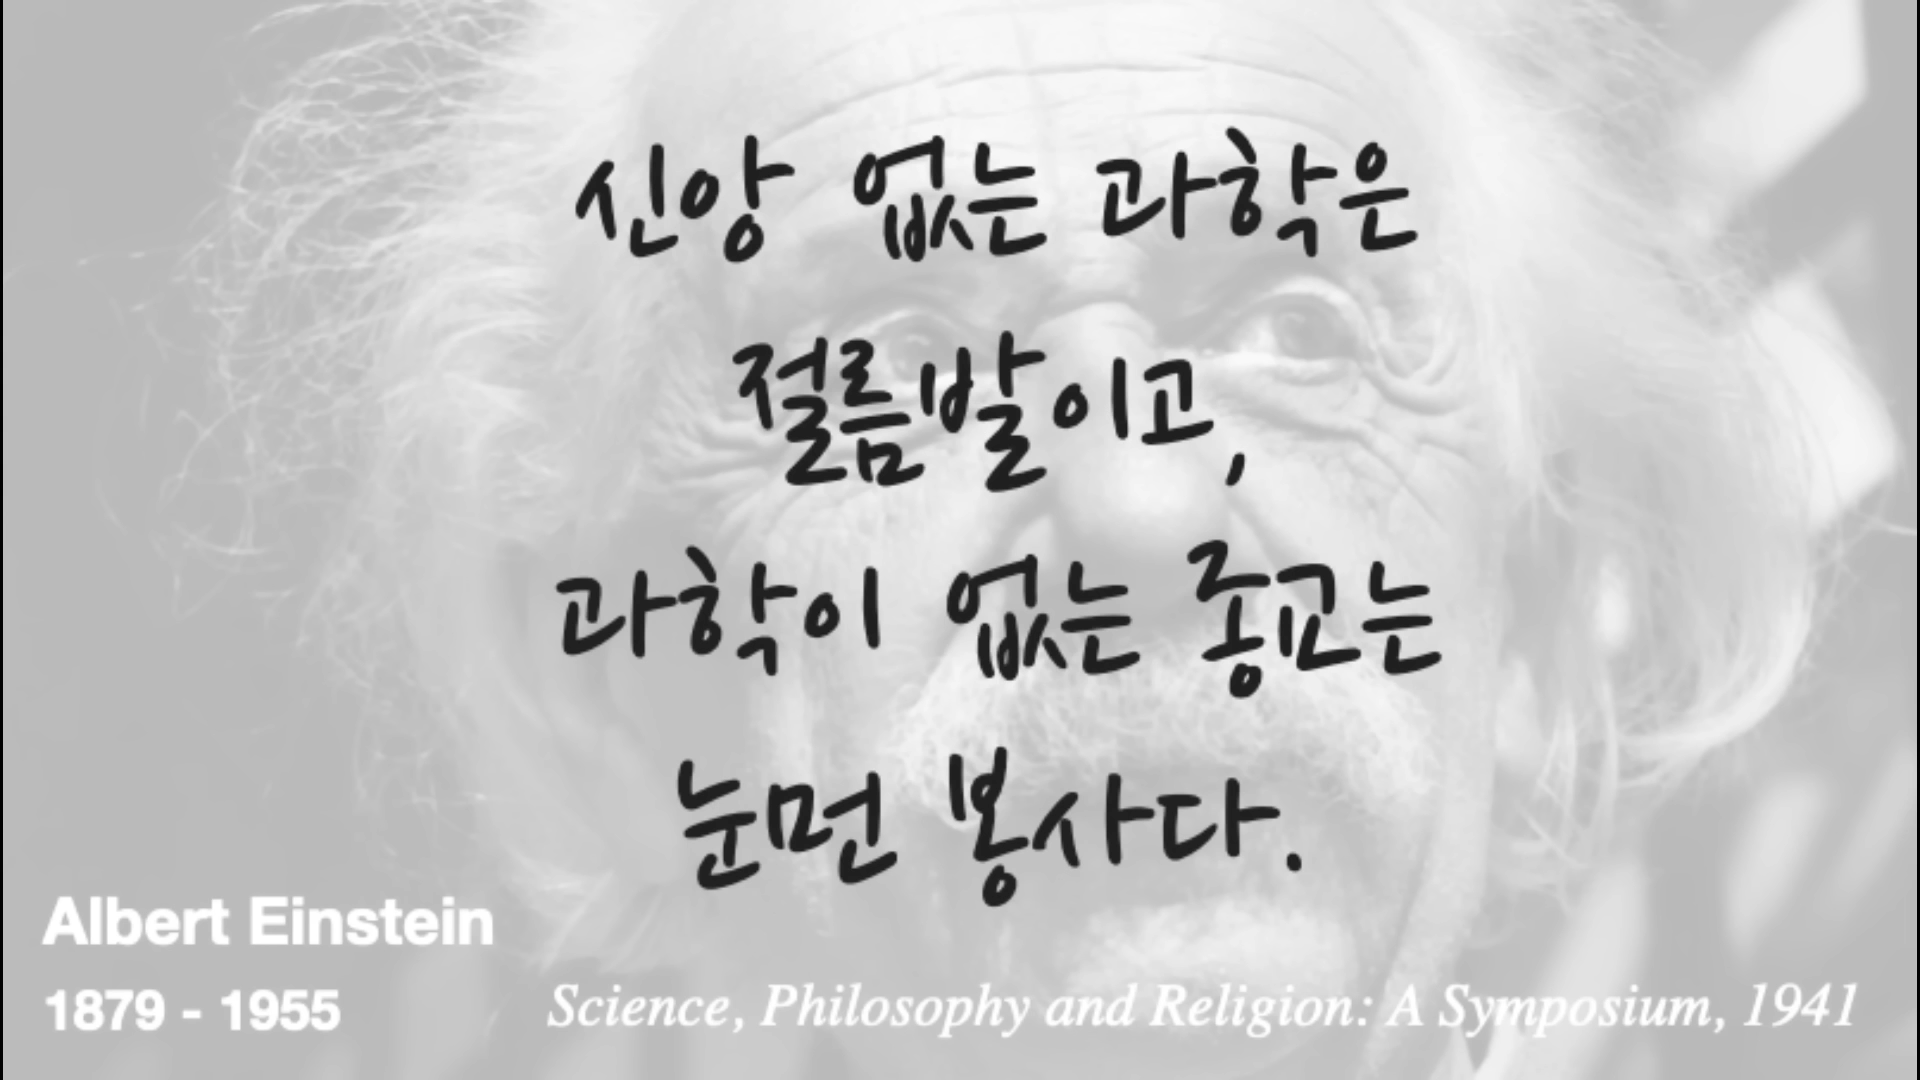 신앙 없는 과학은
절름발이고,
과학이 없는 종교는
눈먼 봉사다.
Albert Einstein
1879 - 1955
Science, Philosophy and Religion: A Symposium, 1941